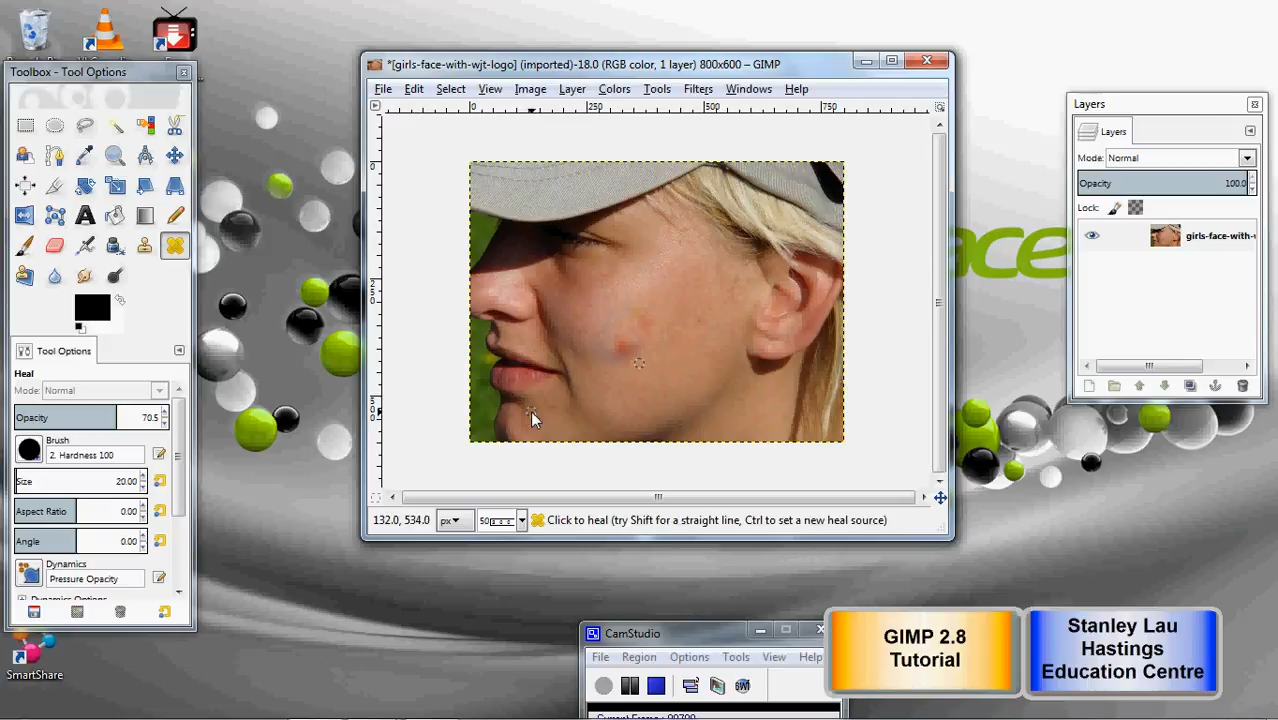 Toolbox - Tool Options
Heal
Tool Options
Mode: Normal
Opacity 70.5
Brush
2. Hardness 100
Size 20.00
Aspect Ratio 0.00
Angle 0.00
Dynamics
Pressure Opacity
SmartShare
*[girls-face-with-wjt-logo] (imported)-18.0 (RGB color, 1 layer) 800x600 – GIMP
File Edit Select View Image Layer Colors Tools Filters Windows Help
0 250 500 750
132.0, 534.0 px Click to heal (try Shift for a straight line, Ctrl to set a new heal source)
Layers
Layers
Mode: Normal
Opacity 100.0
Lock:
girls-face-with-
CamStudio
File Region Options Tools View Help
GIMP 2.8
Tutorial
Stanley Lau
Hastings
Education Centre